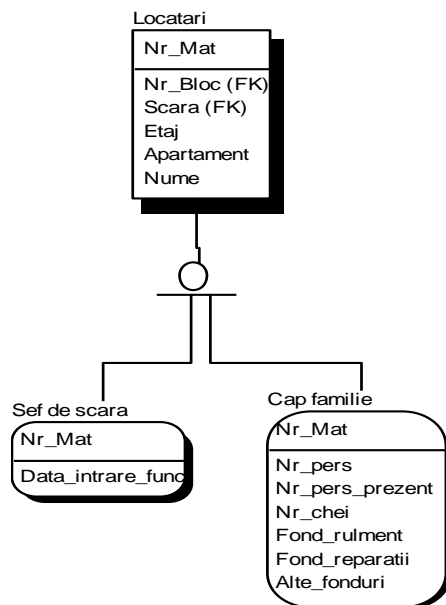 Locatari
Nr_Mat
Nr_Bloc (FK)
Scara (FK)
Etaj
Apartament
Nume
Sef de scara
Nr_Mat
Data_intrare_func
Cap familie
Nr_Mat
Nr_pers
Nr_pers_prezent
Nr_chei
Fond_rulment
Fond_reparatii
Alte_fonduri